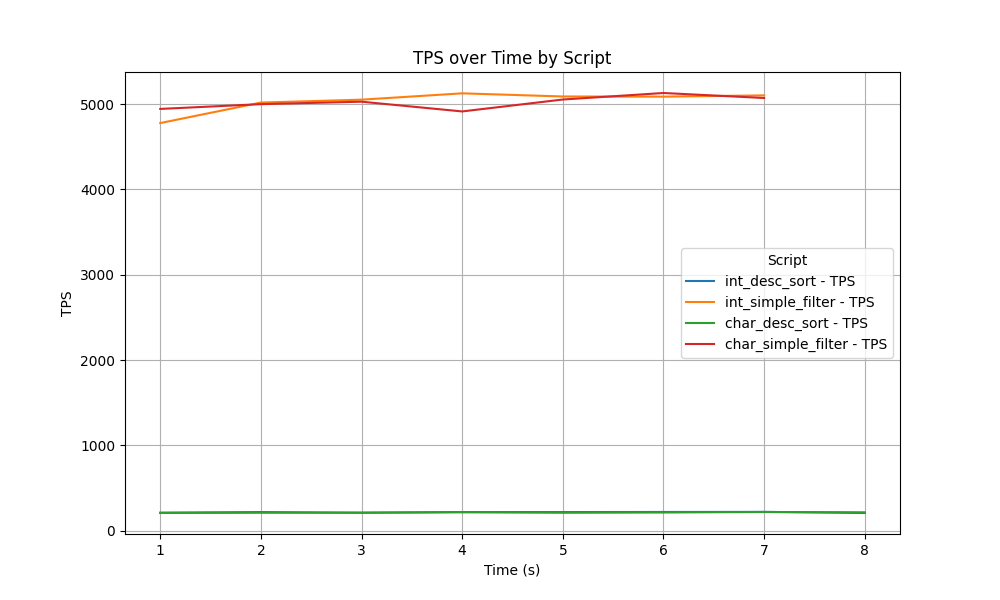 TPS over Time by Script
5000
4000
3000
2000
1000
0
TPS
Script
int_desc_sort - TPS
int_simple_filter - TPS
char_desc_sort - TPS
char_simple_filter - TPS
1 2 3 4 5 6 7 8
Time (s)